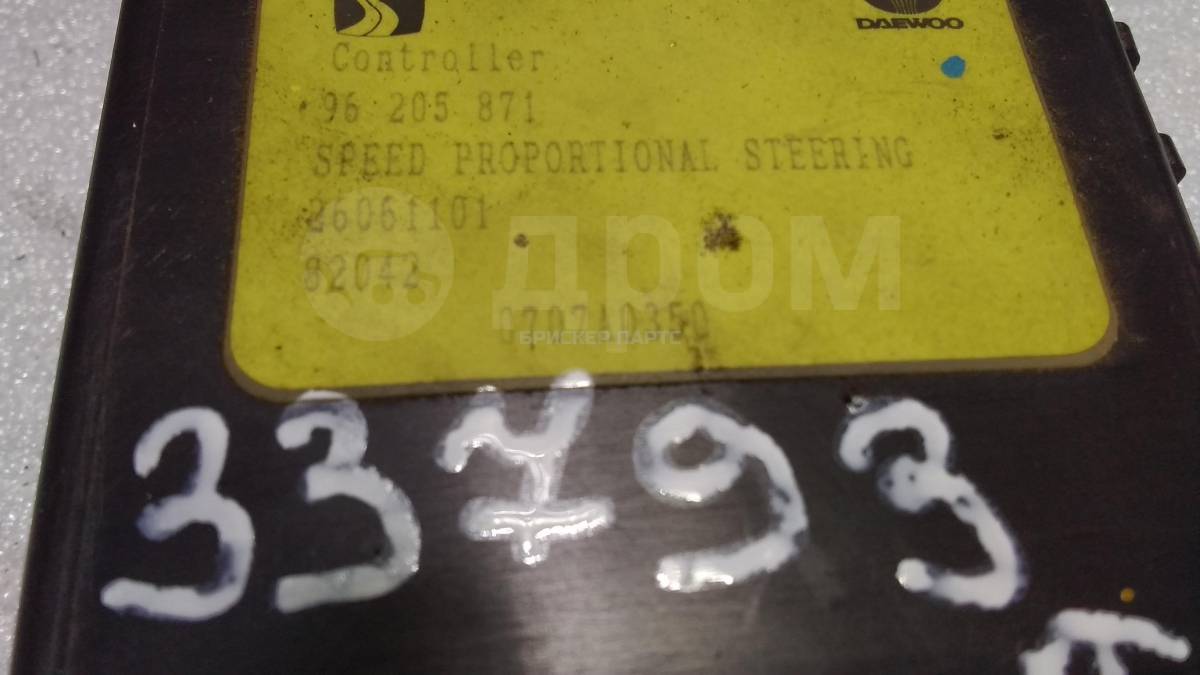 DAEWOO
Controller
96 205 871
SPEED PROPORTIONAL STEERING
26061101
82042
дром
БРИСКЕР ПАРТС
33793